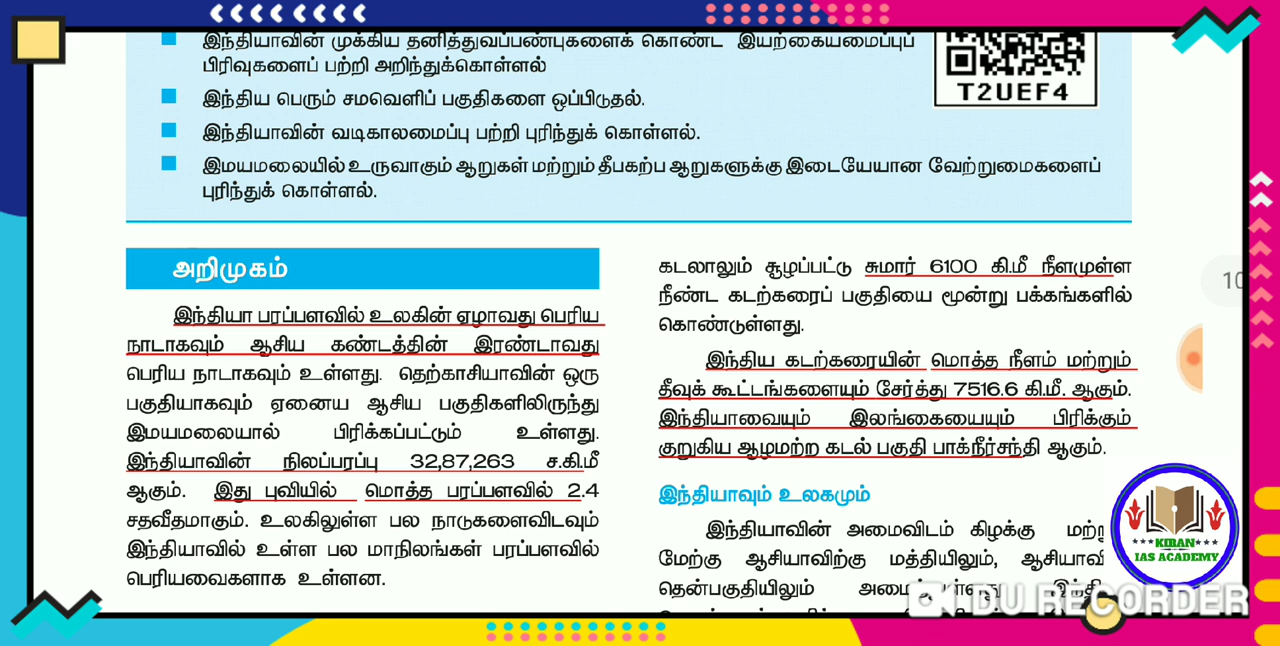 இந்தியாவின் முக்கிய தனித்துவப்பண்புகளைக் கொண்ட இயற்கையமைப்புப்
பிரிவுகளைப் பற்றி அறிந்துக்கொள்ளல்
இந்திய பெரும் சமவெளிப் பகுதிகளை ஒப்பிடுதல்.
இந்தியாவின் வடிகாலமைப்பு பற்றி புரிந்துக் கொள்ளல்.
இமயமலையில் உருவாகும் ஆறுகள் மற்றும் தீபகற்ப ஆறுகளுக்கு இடையேயான வேற்றுமைகளைப்
புரிந்துக் கொள்ளல்.
T2UEF4
அறிமுகம்
இந்தியா பரப்பளவில் உலகின் ஏழாவது பெரிய
நாடாகவும் ஆசிய கண்டத்தின் இரண்டாவது
பெரிய நாடாகவும் உள்ளது. தெற்காசியாவின் ஒரு
பகுதியாகவும் ஏனைய ஆசிய பகுதிகளிலிருந்து
இமயமலையால் பிரிக்கப்பட்டும் உள்ளது.
இந்தியாவின் நிலப்பரப்பு 32,87,263 ச.கி.மீ
ஆகும். இது புவியில் மொத்த பரப்பளவில் 2.4
சதவீதமாகும். உலகிலுள்ள பல நாடுகளைவிடவும்
இந்தியாவில் உள்ள பல மாநிலங்கள் பரப்பளவில்
பெரியவைகளாக உள்ளன.
கடலாலும் சூழப்பட்டு சுமார் 6100 கி.மீ நீளமுள்ள
நீண்ட கடற்கரைப் பகுதியை மூன்று பக்கங்களில்
கொண்டுள்ளது.
இந்திய கடற்கரையின் மொத்த நீளம் மற்றும்
தீவுக் கூட்டங்களையும் சேர்த்து 7516.6 கி.மீ. ஆகும்.
இந்தியாவையும் இலங்கையையும் பிரிக்கும்
குறுகிய ஆழமற்ற கடல் பகுதி பாக்நீர்சந்தி ஆகும்.
இந்தியாவும் உலகமும்
இந்தியாவின் அமைவிடம் கிழக்கு
மேற்கு ஆசியாவிற்கு மத்தியிலும்,
தென்பகுதியிலும்
10
KIBAN
IAS ACADEMY
DU RECORDER